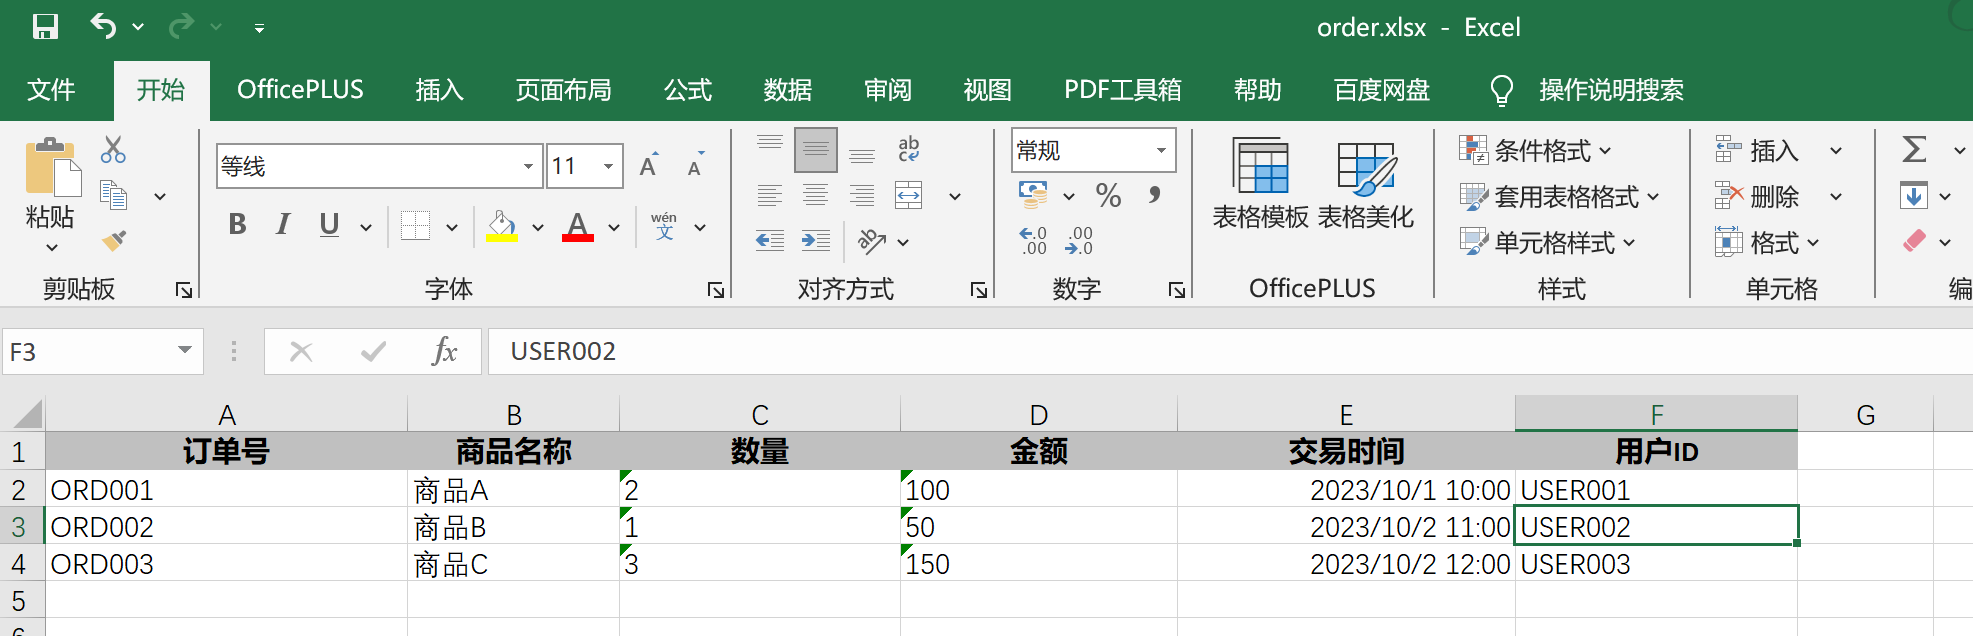 order.xlsx - Excel
文件 开始 OfficePLUS 插入 页面布局 公式 数据 审阅 视图 PDF工具箱 帮助 百度网盘 操作说明搜索
粘贴
剪贴板
等线 11 A A
B I U A wén 文
字体
ab c
ab
对齐方式
常规
% ,
.0 .00 .00 .0
数字
表格模板 表格美化
OfficePLUS
条件格式
套用表格格式
单元格样式
样式
插入
删除
格式
单元格
Σ
编
F3 fx USER002
A B C D E F G
1 订单号 商品名称 数量 金额 交易时间 用户ID
2 ORD001 商品A 2 100 2023/10/1 10:00 USER001
3 ORD002 商品B 1 50 2023/10/2 11:00 USER002
4 ORD003 商品C 3 150 2023/10/2 12:00 USER003
5
6